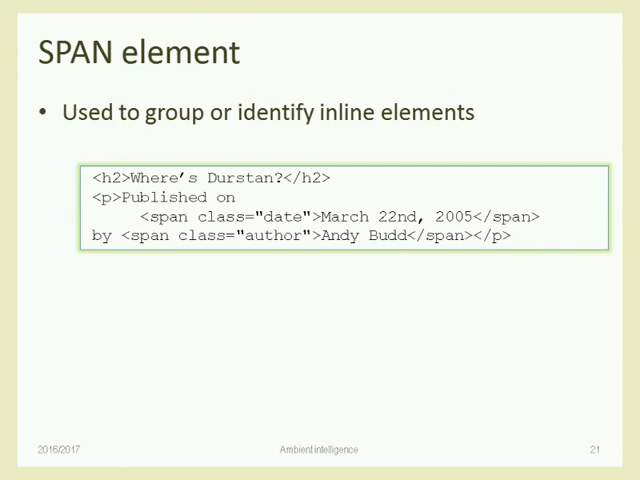 SPAN element
• Used to group or identify inline elements
<h2>Where’s Durstan?</h2>
<p>Published on
<span class="date">March 22nd, 2005</span>
by <span class="author">Andy Budd</span></p>
2016/2017
Ambient intelligence
21